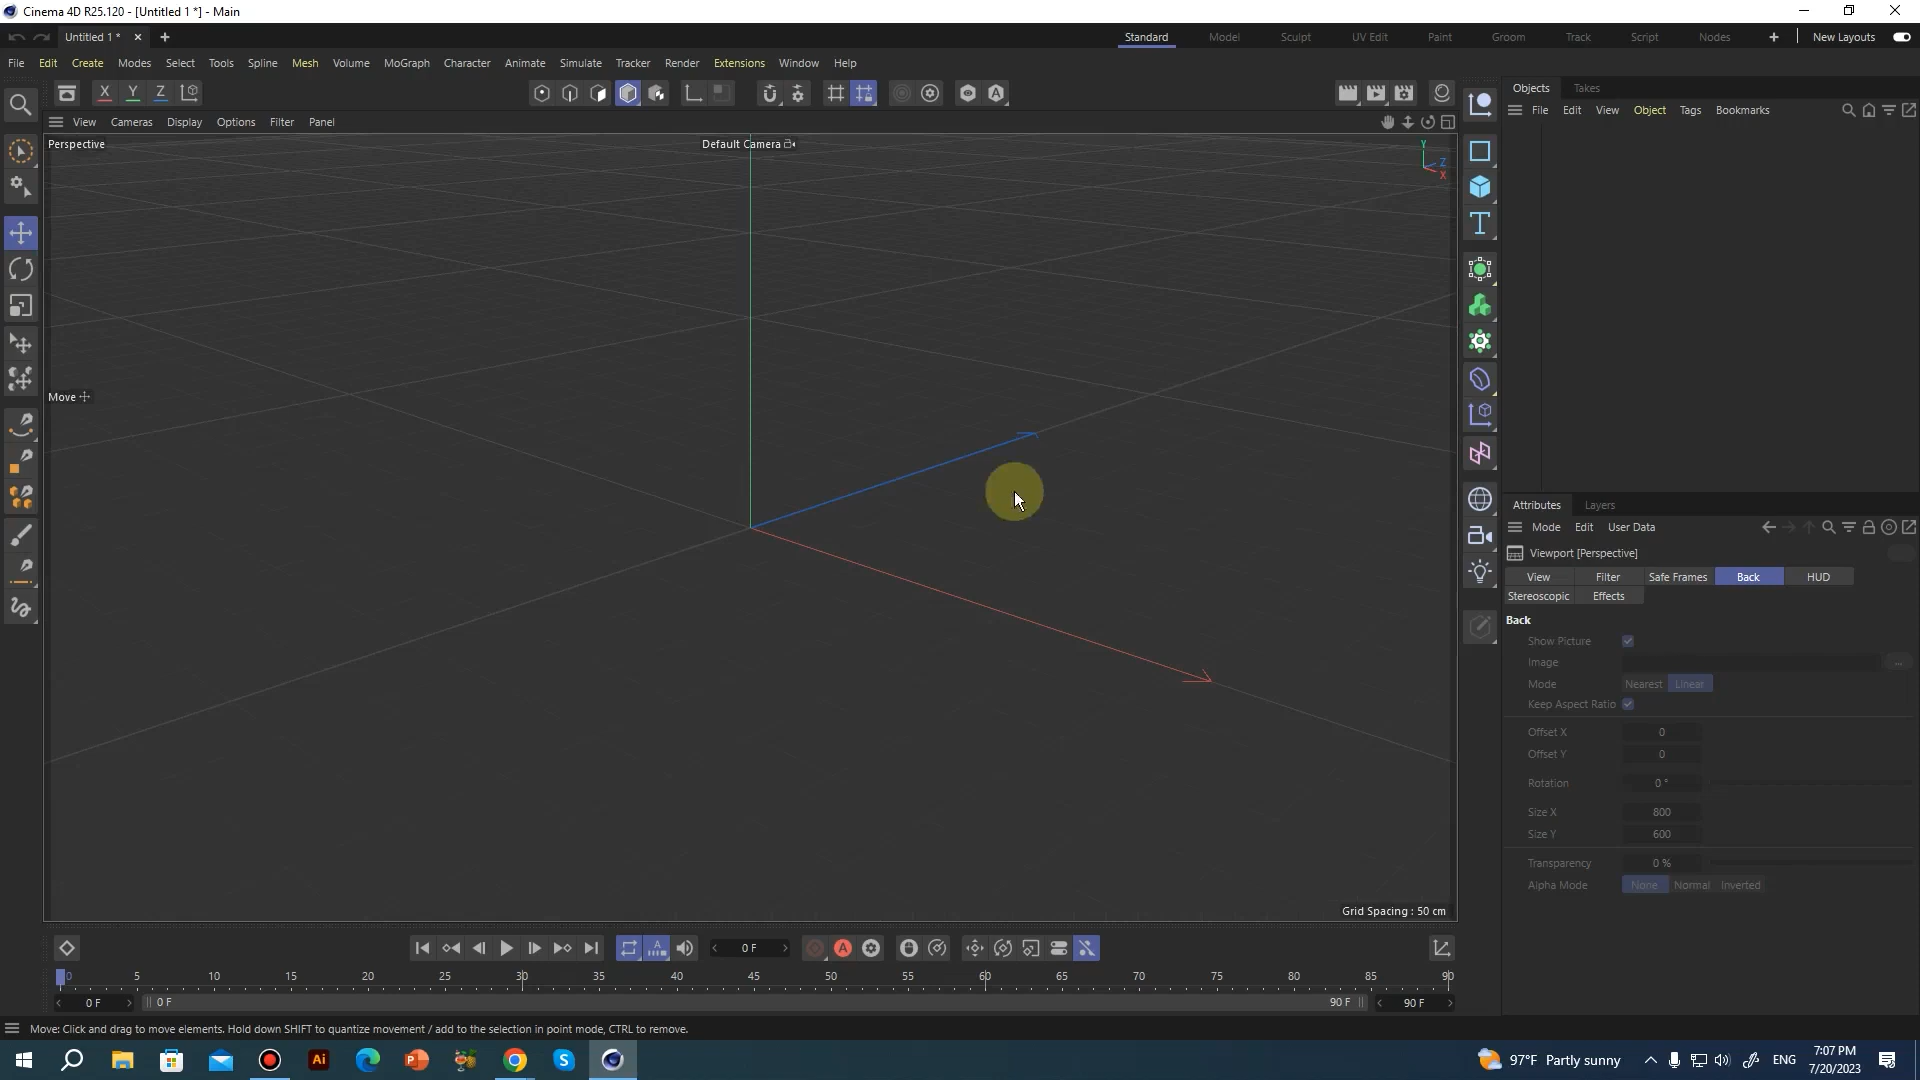 Cinema 4D R25.120 - [Untitled 1 *] - Main
Untitled 1 *
Standard Model Sculpt UV Edit Paint Groom Track Script Nodes New Layouts
File Edit Create Modes Select Tools Spline Mesh Volume MoGraph Character Animate Simulate Tracker Render Extensions Window Help
X Y Z
View Cameras Display Options Filter Panel
Perspective
Default Camera
Y
Z
X
Move
Grid Spacing : 50 cm
Objects Takes
File Edit View Object Tags Bookmarks
Attributes Layers
Mode Edit User Data
Viewport [Perspective]
View Filter Safe Frames Back HUD
Stereoscopic Effects
Back
Show Picture
Image ...
Mode Nearest Linear
Keep Aspect Ratio
Offset X 0
Offset Y 0
Rotation 0 °
Size X 800
Size Y 600
Transparency 0 %
Alpha Mode None Normal Inverted
0 F
0 5 10 15 20 25 30 35 40 45 50 55 60 65 70 75 80 85 90
0 F 0 F 90 F 90 F
Move: Click and drag to move elements. Hold down SHIFT to quantize movement / add to the selection in point mode, CTRL to remove.
97°F Partly sunny ENG 7:07 PM
7/20/2023